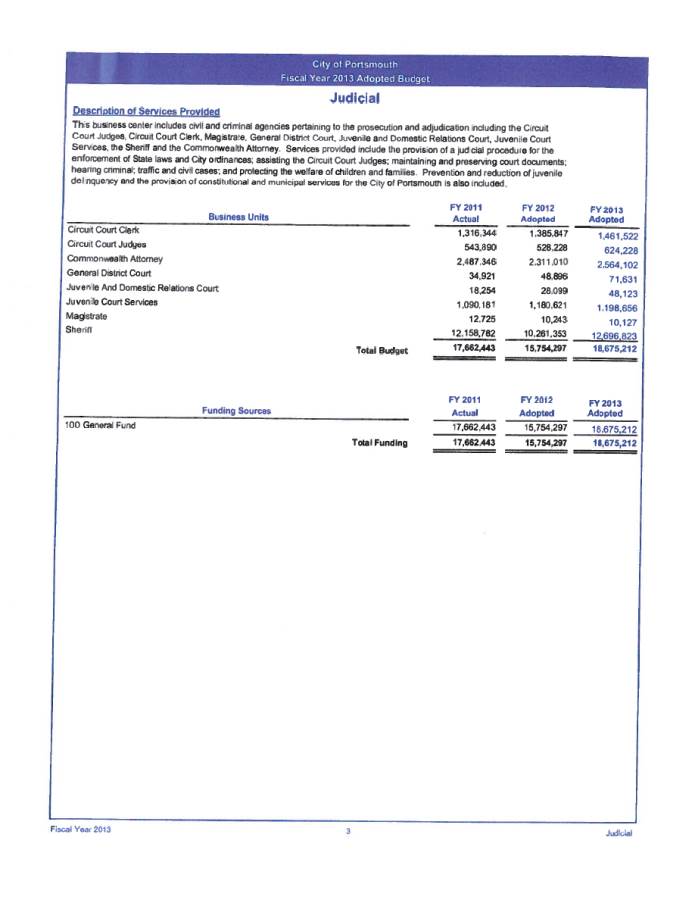 City of Portsmouth
Fiscal Year 2013 Adopted Budget
Judicial
Description of Services Provided
This business center includes civil and criminal agencies pertaining to the prosecution and adjudication including the Circuit
Court Judges, Circuit Court Clerk, Magistrate, General District Court, Juvenile and Domestic Relations Court, Juvenile Court
Services, the Sheriff and the Commonwealth Attorney. Services provided include the provision of a judicial procedure for the
enforcement of State laws and City ordinances; assisting the Circuit Court Judges; maintaining and preserving court documents;
hearing criminal; traffic and civil cases; and protecting the welfare of children and families. Prevention and reduction of juvenile
delinquency and the provision of constitutional and municipal services for the City of Portsmouth is also included.
Business Units FY 2011 Actual FY 2012 Adopted FY 2013 Adopted
Circuit Court Clerk 1,316,344 1,385,847 1,461,522
Circuit Court Judges 543,890 528,228 624,228
Commonwealth Attorney 2,487,346 2,311,010 2,564,102
General District Court 34,921 48,896 71,631
Juvenile And Domestic Relations Court 18,254 28,099 48,123
Juvenile Court Services 1,090,181 1,180,621 1,198,656
Magistrate 12,725 10,243 10,127
Sheriff 12,158,782 10,261,353 12,696,823
Total Budget 17,662,443 15,754,297 18,675,212
Funding Sources FY 2011 Actual FY 2012 Adopted FY 2013 Adopted
100 General Fund 17,662,443 15,754,297 18,675,212
Total Funding 17,662,443 15,754,297 18,675,212
Fiscal Year 2013 3 Judicial